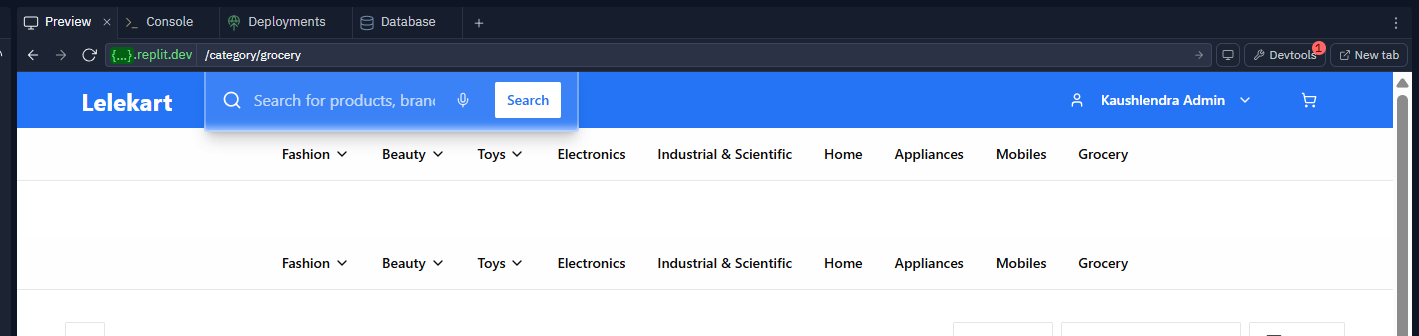 Preview Console Deployments Database
{...}.replit.dev /category/grocery Devtools 1 New tab
Lelekart Search for products, bran Search Kaushlendra Admin
Fashion Beauty Toys Electronics Industrial & Scientific Home Appliances Mobiles Grocery
Fashion Beauty Toys Electronics Industrial & Scientific Home Appliances Mobiles Grocery